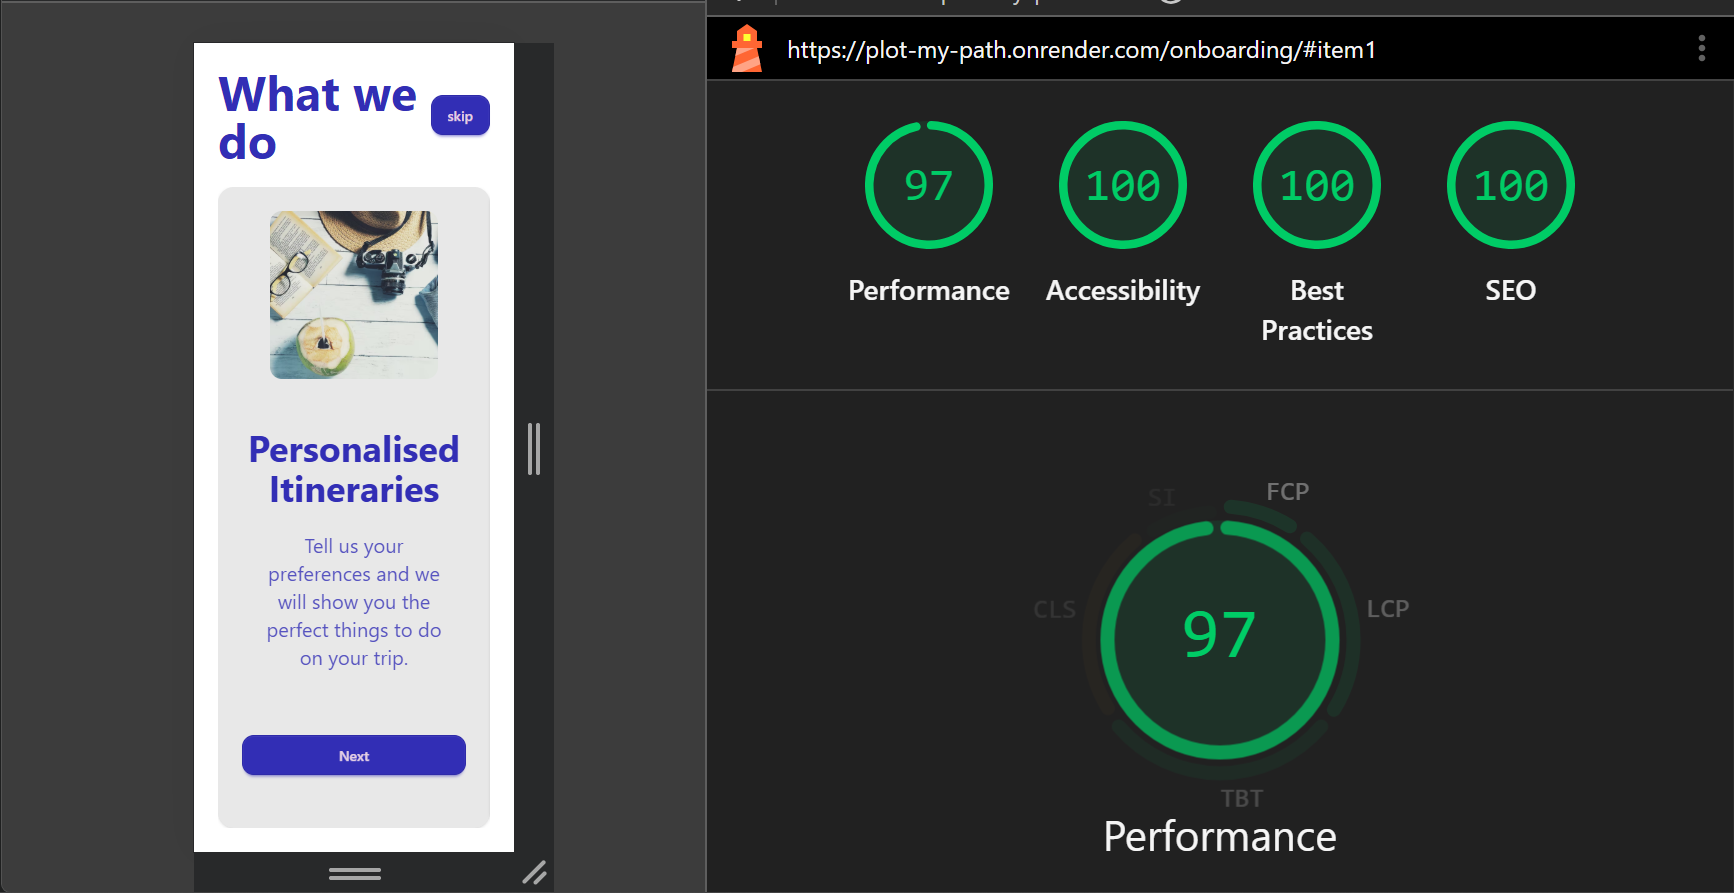 What we
do
skip
Personalised
Itineraries
Tell us your
preferences and we
will show you the
perfect things to do
on your trip.
Next
https://plot-my-path.onrender.com/onboarding/#item1
97
100
100
100
Performance
Accessibility
Best
Practices
SEO
SI
FCP
CLS
LCP
97
TBT
Performance